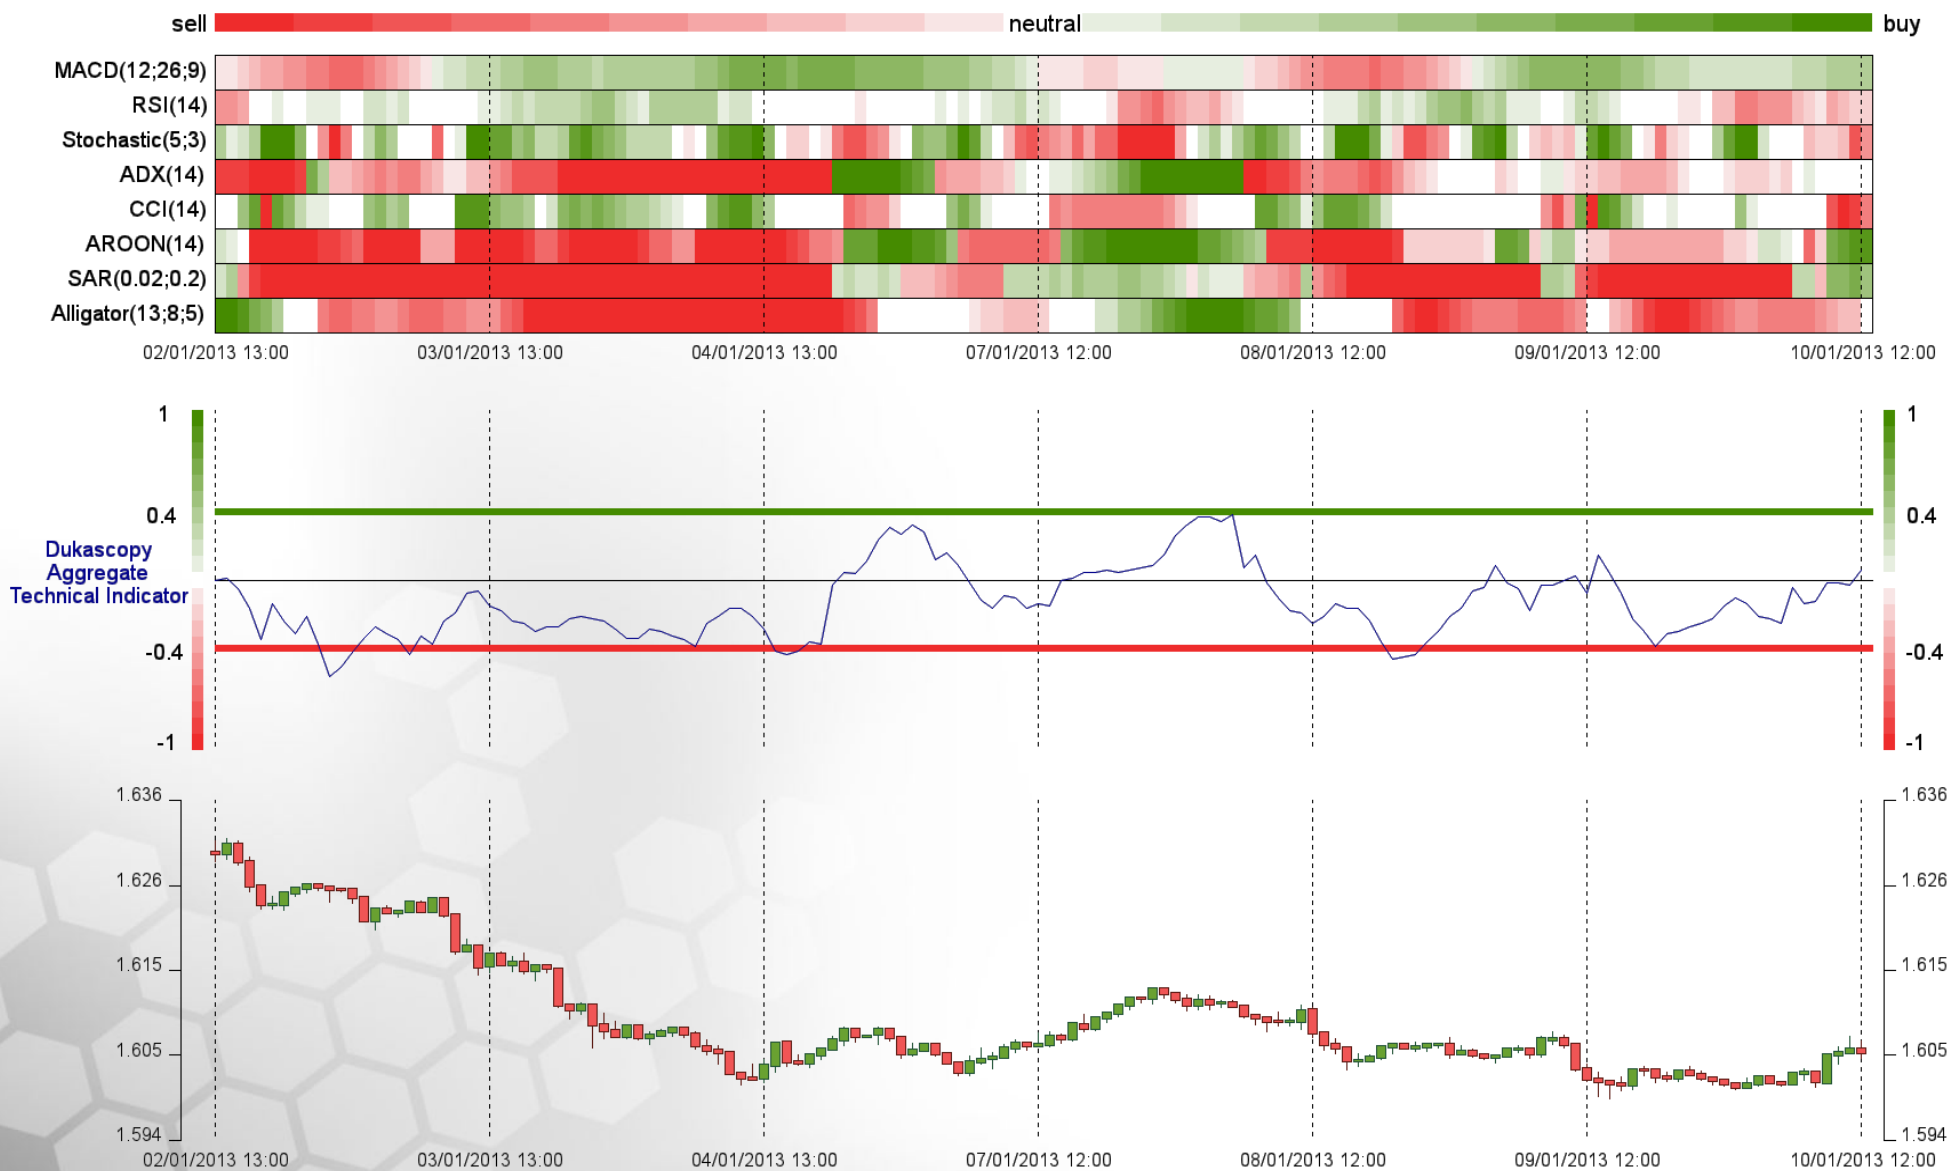 sell neutral buy
MACD(12;26;9)
RSI(14)
Stochastic(5;3)
ADX(14)
CCI(14)
AROON(14)
SAR(0.02;0.2)
Alligator(13;8;5)
02/01/2013 13:00 03/01/2013 13:00 04/01/2013 13:00 07/01/2013 12:00 08/01/2013 12:00 09/01/2013 12:00 10/01/2013 12:00
1 1
0.4 0.4
Dukascopy
Aggregate
Technical Indicator
-0.4 -0.4
-1 -1
1.636 1.636
1.626 1.626
1.615 1.615
1.605 1.605
1.594 1.594
02/01/2013 13:00 03/01/2013 13:00 04/01/2013 13:00 07/01/2013 12:00 08/01/2013 12:00 09/01/2013 12:00 10/01/2013 12:00